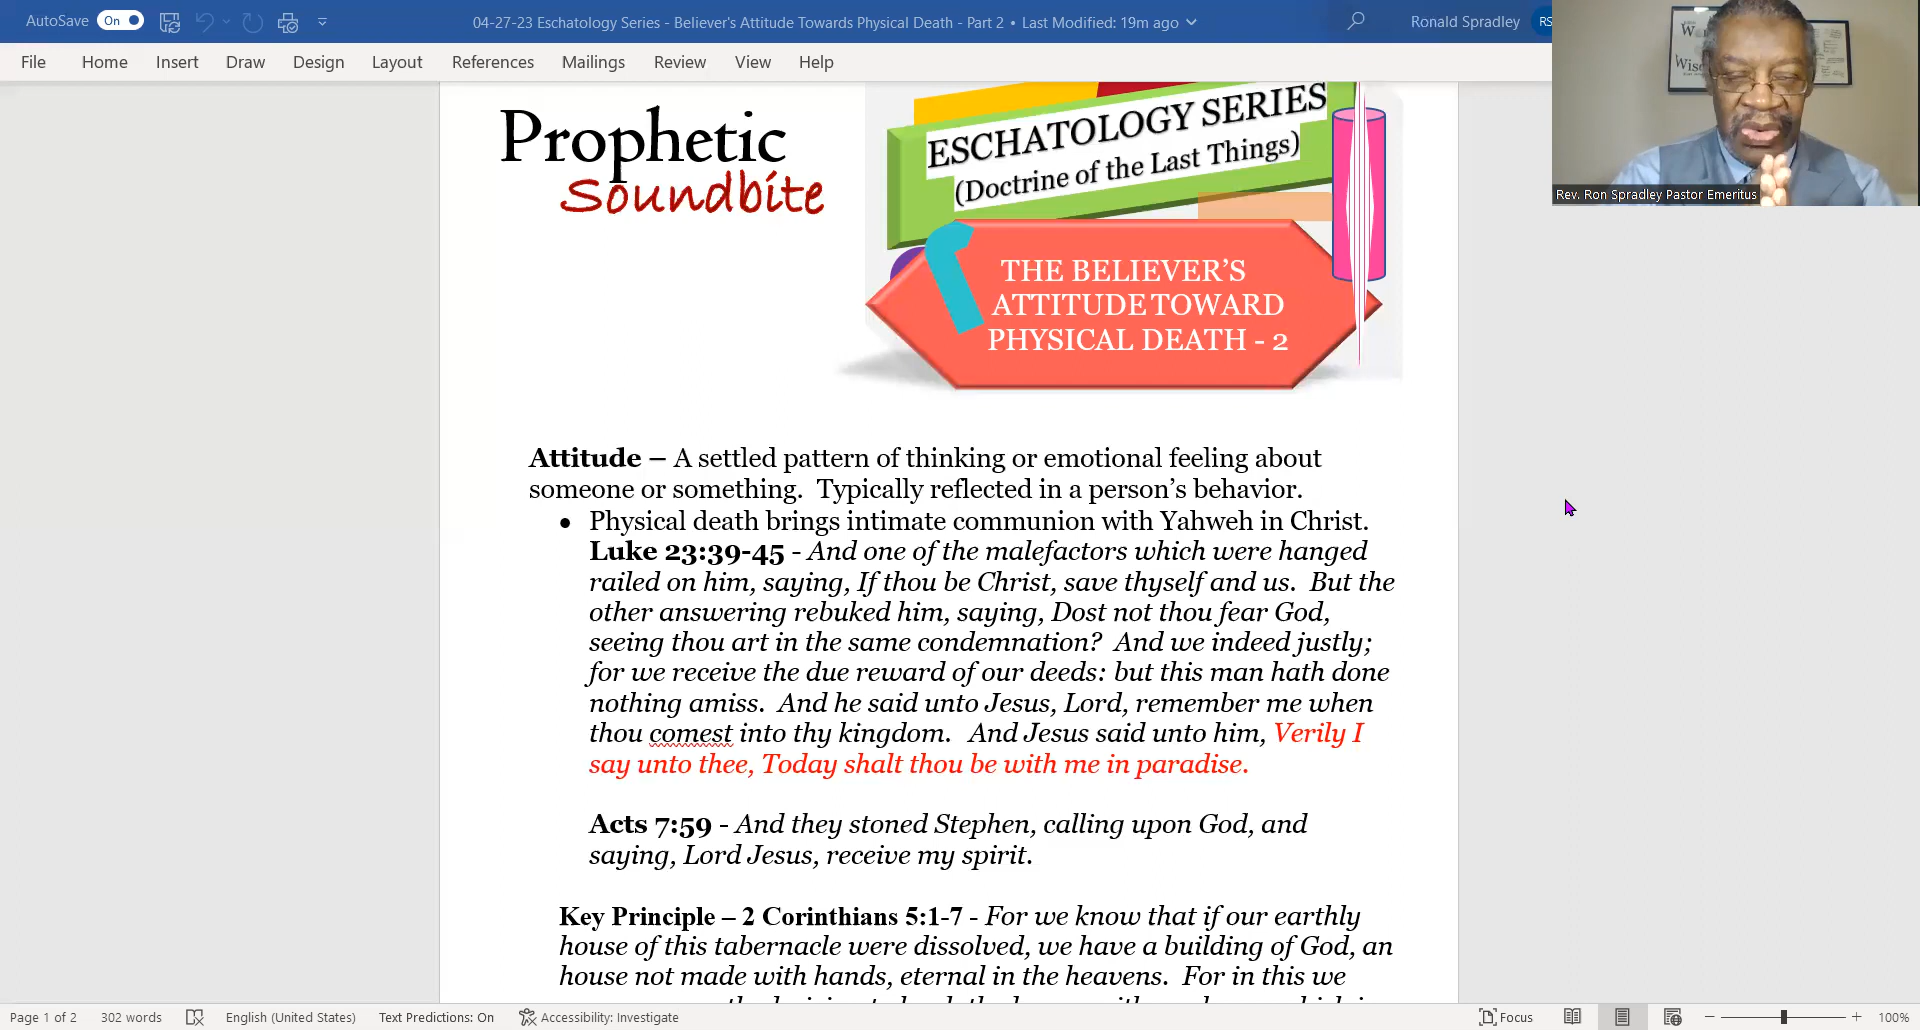 AutoSave On 04-27-23 Eschatology Series - Believer's Attitude Towards Physical Death - Part 2 • Last Modified: 19m ago Ronald Spradley RS
File Home Insert Draw Design Layout References Mailings Review View Help
Rev. Ron Spradley Pastor Emeritus
Prophetic
Soundbite
ESCHATOLOGY SERIES
(Doctrine of the Last Things)
THE BELIEVER’S
ATTITUDE TOWARD
PHYSICAL DEATH - 2
Attitude – A settled pattern of thinking or emotional feeling about
someone or something. Typically reflected in a person’s behavior.
• Physical death brings intimate communion with Yahweh in Christ.
Luke 23:39-45 - And one of the malefactors which were hanged
railed on him, saying, If thou be Christ, save thyself and us. But the
other answering rebuked him, saying, Dost not thou fear God,
seeing thou art in the same condemnation? And we indeed justly;
for we receive the due reward of our deeds: but this man hath done
nothing amiss. And he said unto Jesus, Lord, remember me when
thou comest into thy kingdom. And Jesus said unto him, Verily I
say unto thee, Today shalt thou be with me in paradise.
Acts 7:59 - And they stoned Stephen, calling upon God, and
saying, Lord Jesus, receive my spirit.
Key Principle – 2 Corinthians 5:1-7 - For we know that if our earthly
house of this tabernacle were dissolved, we have a building of God, an
house not made with hands, eternal in the heavens. For in this we
Page 1 of 2 302 words English (United States) Text Predictions: On Accessibility: Investigate Focus 100%